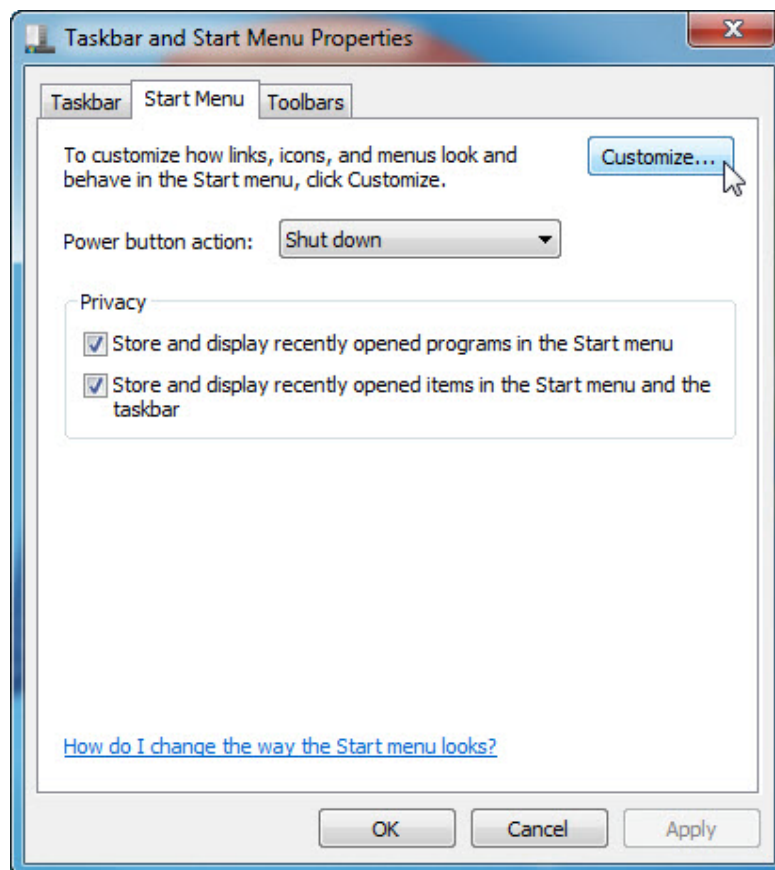 Taskbar and Start Menu Properties
X
Taskbar
Start Menu
Toolbars
To customize how links, icons, and menus look and
behave in the Start menu, click Customize.
Customize...
Power button action:
Shut down
Privacy
Store and display recently opened programs in the Start menu
Store and display recently opened items in the Start menu and the
taskbar
How do I change the way the Start menu looks?
OK
Cancel
Apply